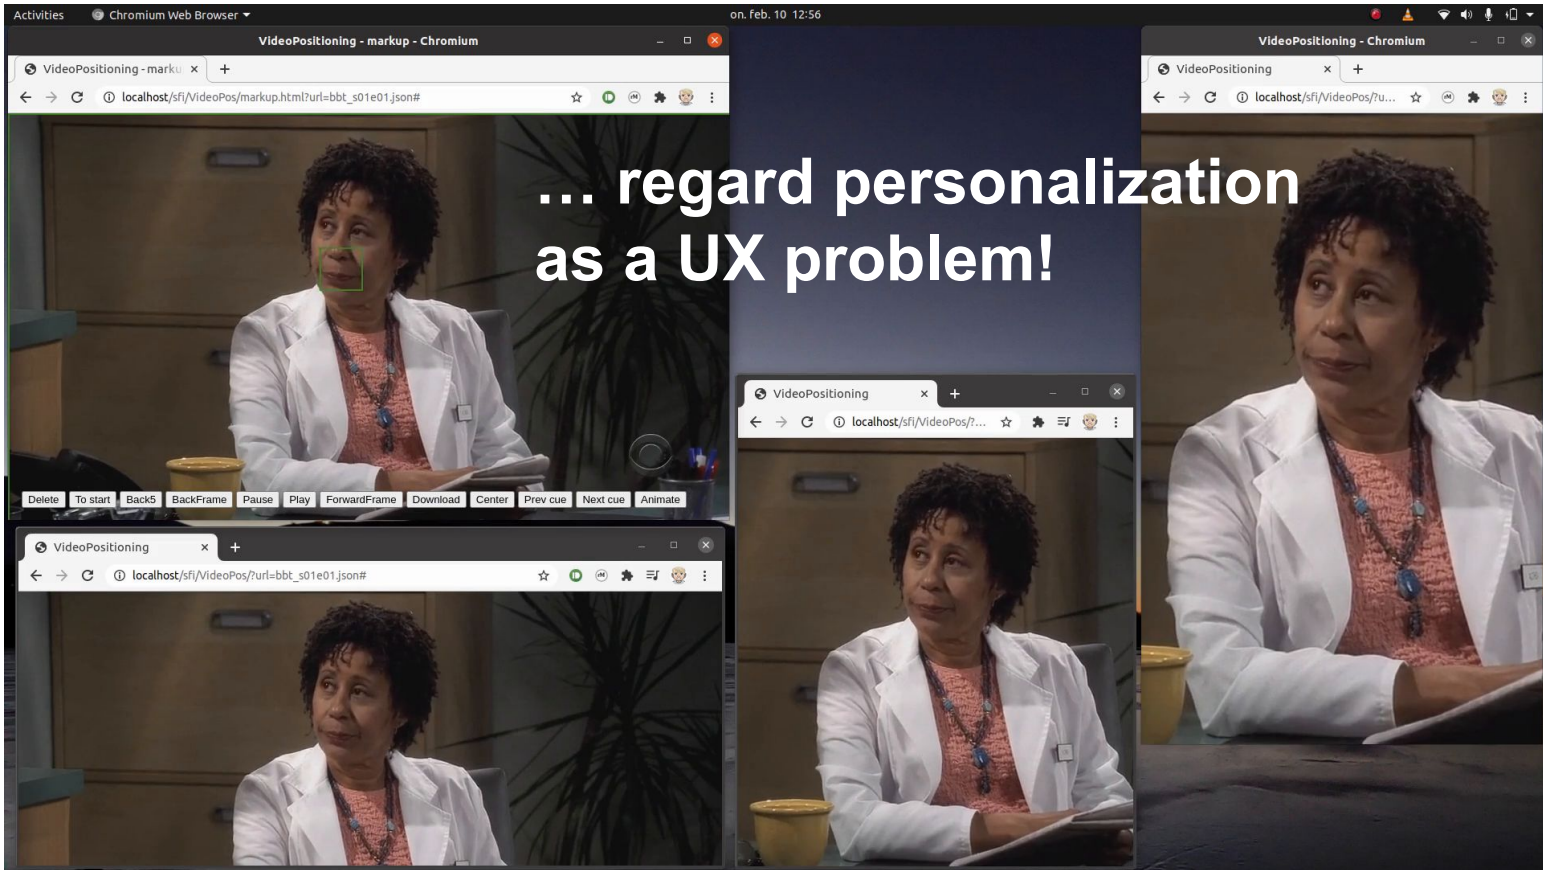 Activities
Chromium Web Browser
on. feb. 10 12:56
VideoPositioning - markup - Chromium
VideoPositioning - marku
localhost/sfi/VideoPos/markup.html?url=bbt_s01e01.json#
… regard personalization
as a UX problem!
Delete To start Back5 BackFrame Pause Play ForwardFrame Download Center Prev cue Next cue Animate
VideoPositioning
localhost/sfi/VideoPos/?url=bbt_s01e01.json#
VideoPositioning
localhost/sfi/VideoPos/?...
VideoPositioning - Chromium
VideoPositioning
localhost/sfi/VideoPos/?u...